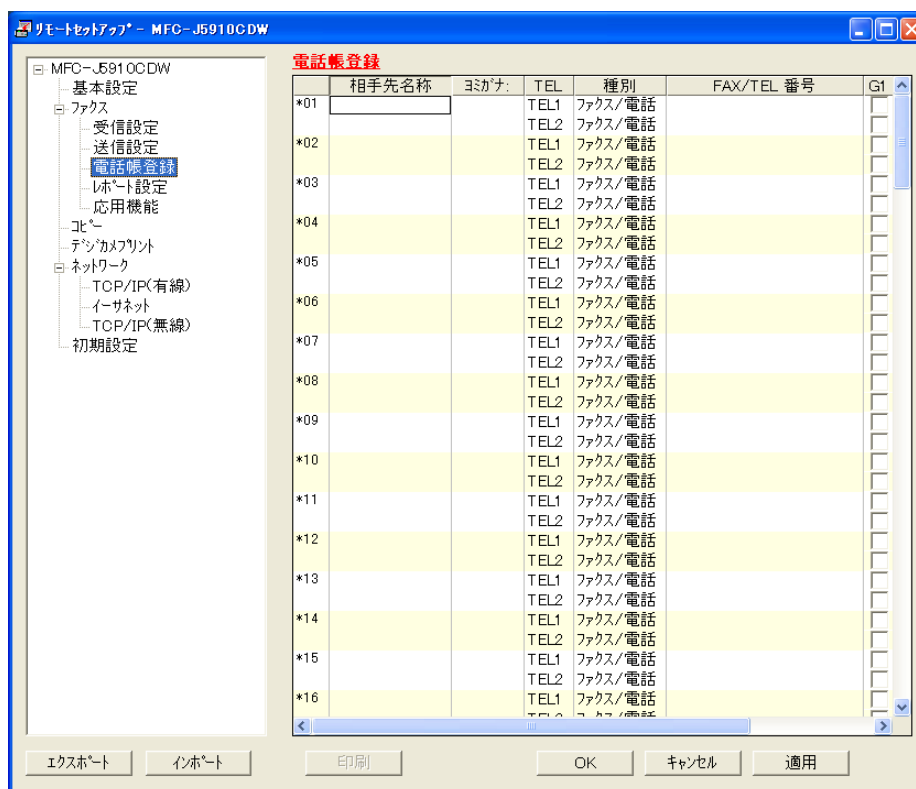 リモートセットアップ - MFC-J5910CDW
MFC-J5910CDW
基本設定
ファクス
受信設定
送信設定
電話帳登録
レポート設定
応用機能
コピー
デジカメプリント
ネットワーク
TCP/IP(有線)
イーサネット
TCP/IP(無線)
初期設定
電話帳登録
相手先名称 ヨミガナ: TEL 種別 FAX/TEL 番号 G1
*01 TEL1 ファクス/電話
TEL2 ファクス/電話
*02 TEL1 ファクス/電話
TEL2 ファクス/電話
*03 TEL1 ファクス/電話
TEL2 ファクス/電話
*04 TEL1 ファクス/電話
TEL2 ファクス/電話
*05 TEL1 ファクス/電話
TEL2 ファクス/電話
*06 TEL1 ファクス/電話
TEL2 ファクス/電話
*07 TEL1 ファクス/電話
TEL2 ファクス/電話
*08 TEL1 ファクス/電話
TEL2 ファクス/電話
*09 TEL1 ファクス/電話
TEL2 ファクス/電話
*10 TEL1 ファクス/電話
TEL2 ファクス/電話
*11 TEL1 ファクス/電話
TEL2 ファクス/電話
*12 TEL1 ファクス/電話
TEL2 ファクス/電話
*13 TEL1 ファクス/電話
TEL2 ファクス/電話
*14 TEL1 ファクス/電話
TEL2 ファクス/電話
*15 TEL1 ファクス/電話
TEL2 ファクス/電話
*16 TEL1 ファクス/電話
TEL2 ファクス/電話
エクスポート インポート 印刷 OK キャンセル 適用